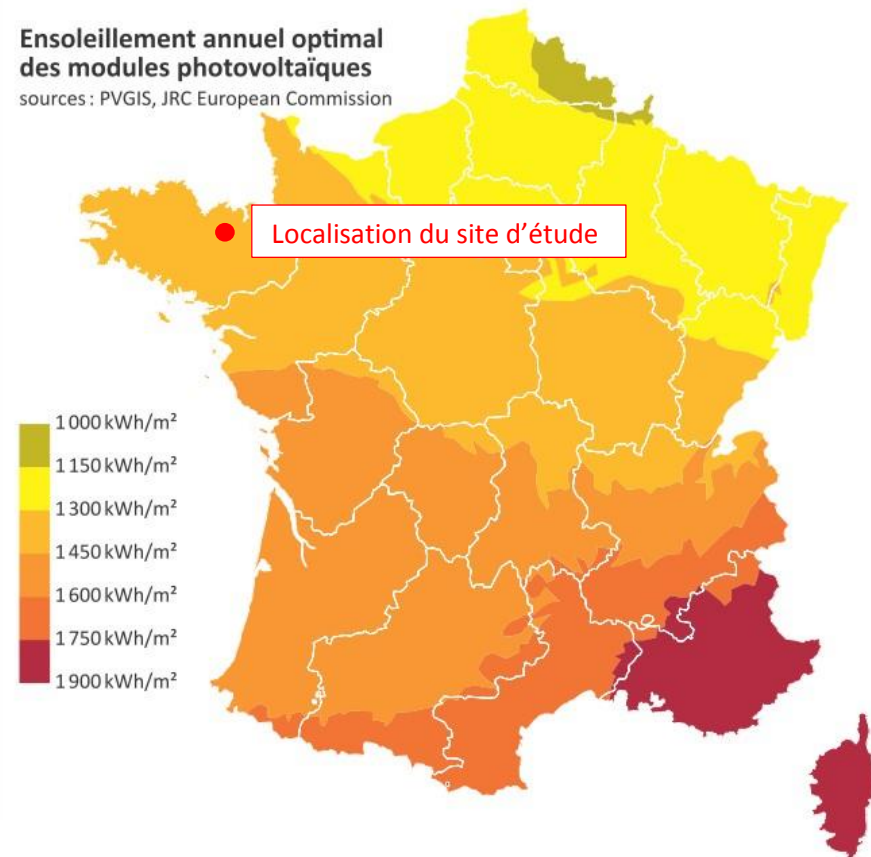 Ensoleillement annuel optimal
des modules photovoltaïques
sources : PVGIS, JRC European Commission
Localisation du site d’étude
1 000 kWh/m²
1 150 kWh/m²
1 300 kWh/m²
1 450 kWh/m²
1 600 kWh/m²
1 750 kWh/m²
1 900 kWh/m²